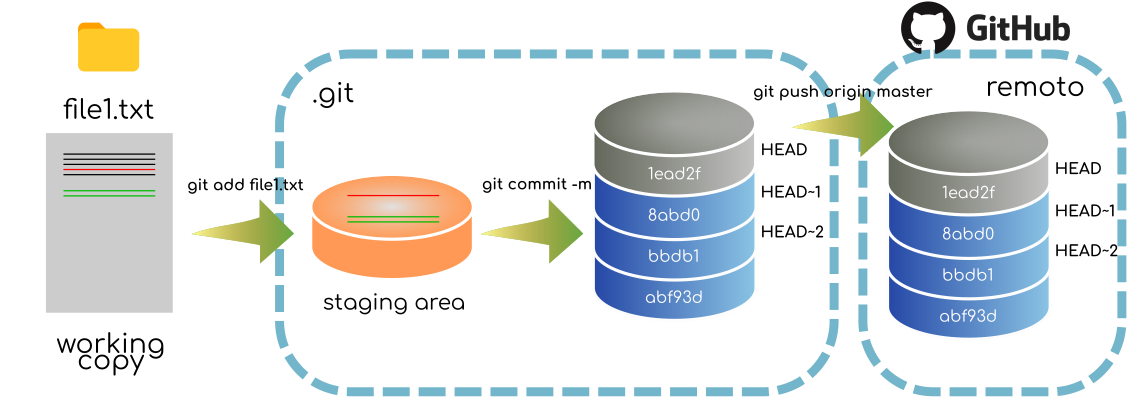 GitHub
file1.txt
.git
git push origin master
remoto
HEAD
1ead2f
git add file1.txt
git commit -m
HEAD~1
8abd0
HEAD~2
bbdb1
abf93d
HEAD
1ead2f
HEAD~1
8abd0
HEAD~2
bbdb1
abf93d
staging area
working
copy